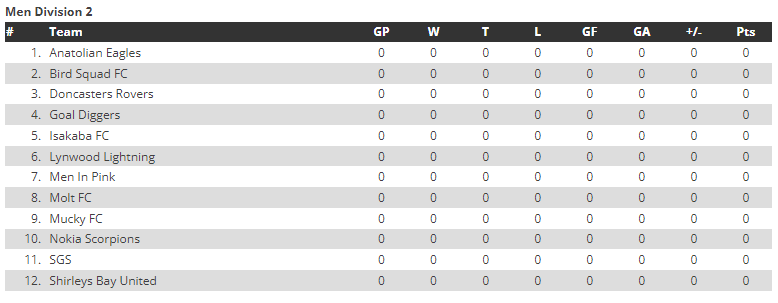 Men Division 2
# Team GP W T L GF GA +/- Pts
1. Anatolian Eagles 0 0 0 0 0 0 0 0
2. Bird Squad FC 0 0 0 0 0 0 0 0
3. Doncasters Rovers 0 0 0 0 0 0 0 0
4. Goal Diggers 0 0 0 0 0 0 0 0
5. Isakaba FC 0 0 0 0 0 0 0 0
6. Lynwood Lightning 0 0 0 0 0 0 0 0
7. Men In Pink 0 0 0 0 0 0 0 0
8. Molt FC 0 0 0 0 0 0 0 0
9. Mucky FC 0 0 0 0 0 0 0 0
10. Nokia Scorpions 0 0 0 0 0 0 0 0
11. SGS 0 0 0 0 0 0 0 0
12. Shirleys Bay United 0 0 0 0 0 0 0 0